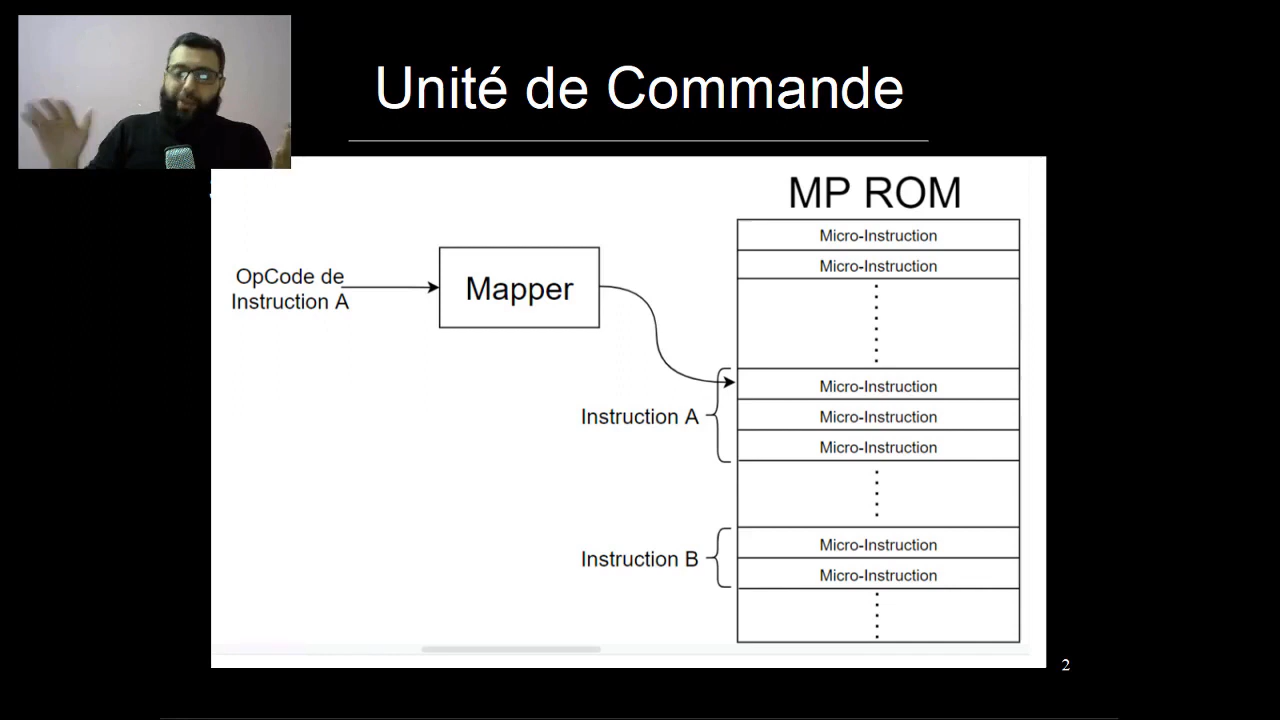 Unité de Commande
MP ROM
Micro-Instruction
Micro-Instruction
OpCode de
Instruction A
Mapper
Micro-Instruction
Instruction A
Micro-Instruction
Micro-Instruction
Micro-Instruction
Instruction B
Micro-Instruction
2